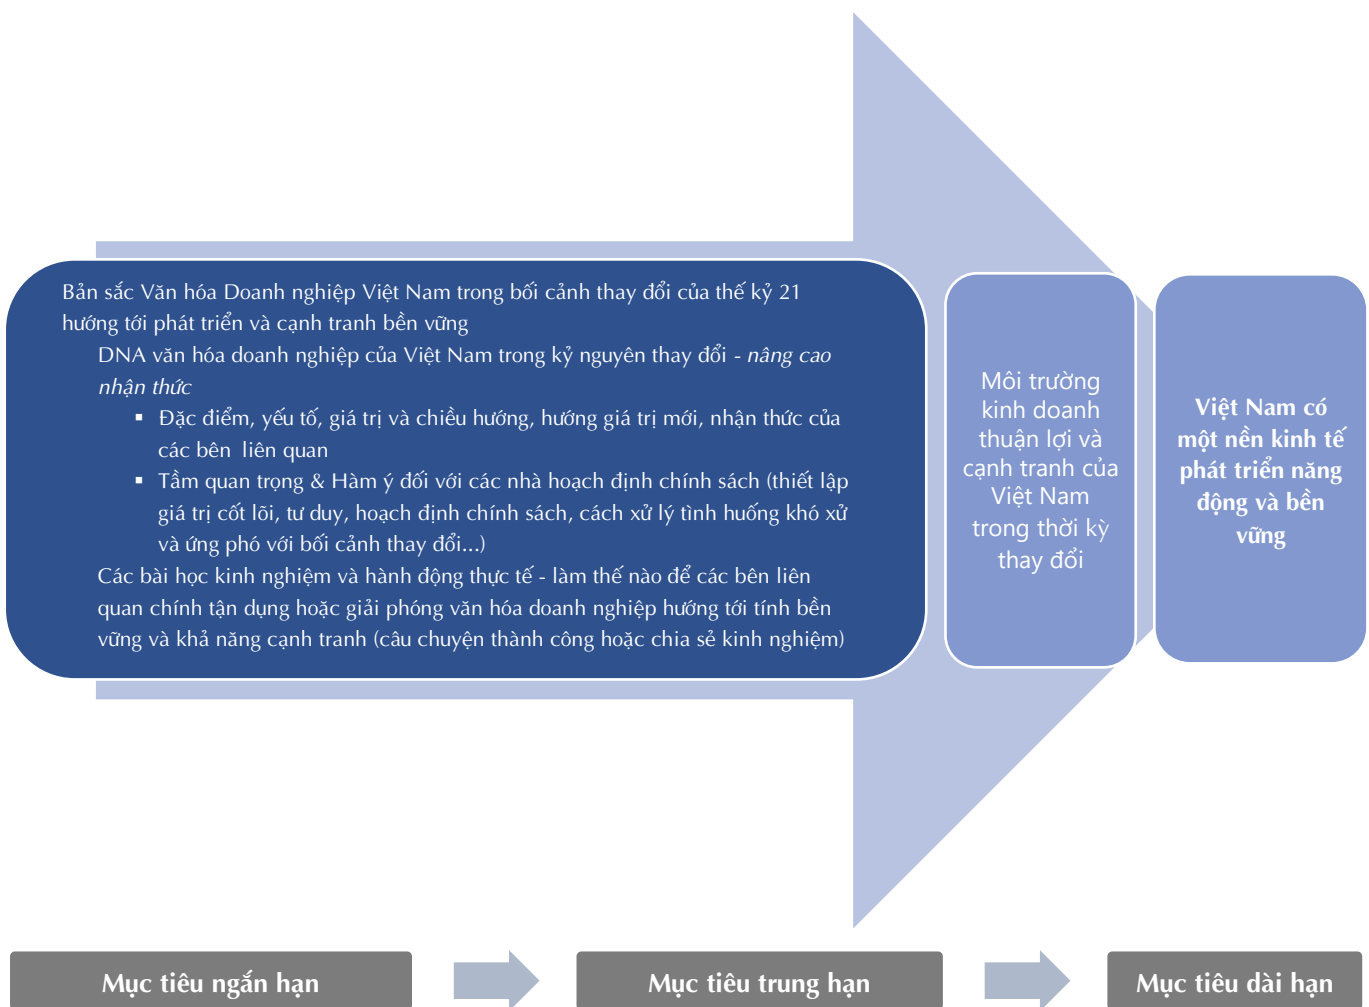 Bản sắc Văn hóa Doanh nghiệp Việt Nam trong bối cảnh thay đổi của thế kỷ 21
hướng tới phát triển và cạnh tranh bền vững
DNA văn hóa doanh nghiệp của Việt Nam trong kỷ nguyên thay đổi - nâng cao
nhận thức
▪ Đặc điểm, yếu tố, giá trị và chiều hướng, hướng giá trị mới, nhận thức của
các bên liên quan
▪ Tầm quan trọng & Hàm ý đối với các nhà hoạch định chính sách (thiết lập
giá trị cốt lõi, tư duy, hoạch định chính sách, cách xử lý tình huống khó xử
và ứng phó với bối cảnh thay đổi...)
Các bài học kinh nghiệm và hành động thực tế - làm thế nào để các bên liên
quan chính tận dụng hoặc giải phóng văn hóa doanh nghiệp hướng tới tính bền
vững và khả năng cạnh tranh (câu chuyện thành công hoặc chia sẻ kinh nghiệm)
Môi trường
kinh doanh
thuận lợi và
cạnh tranh của
Việt Nam
trong thời kỳ
thay đổi
Việt Nam có
một nền kinh tế
phát triển năng
động và bền
vững
Mục tiêu ngắn hạn
Mục tiêu trung hạn
Mục tiêu dài hạn